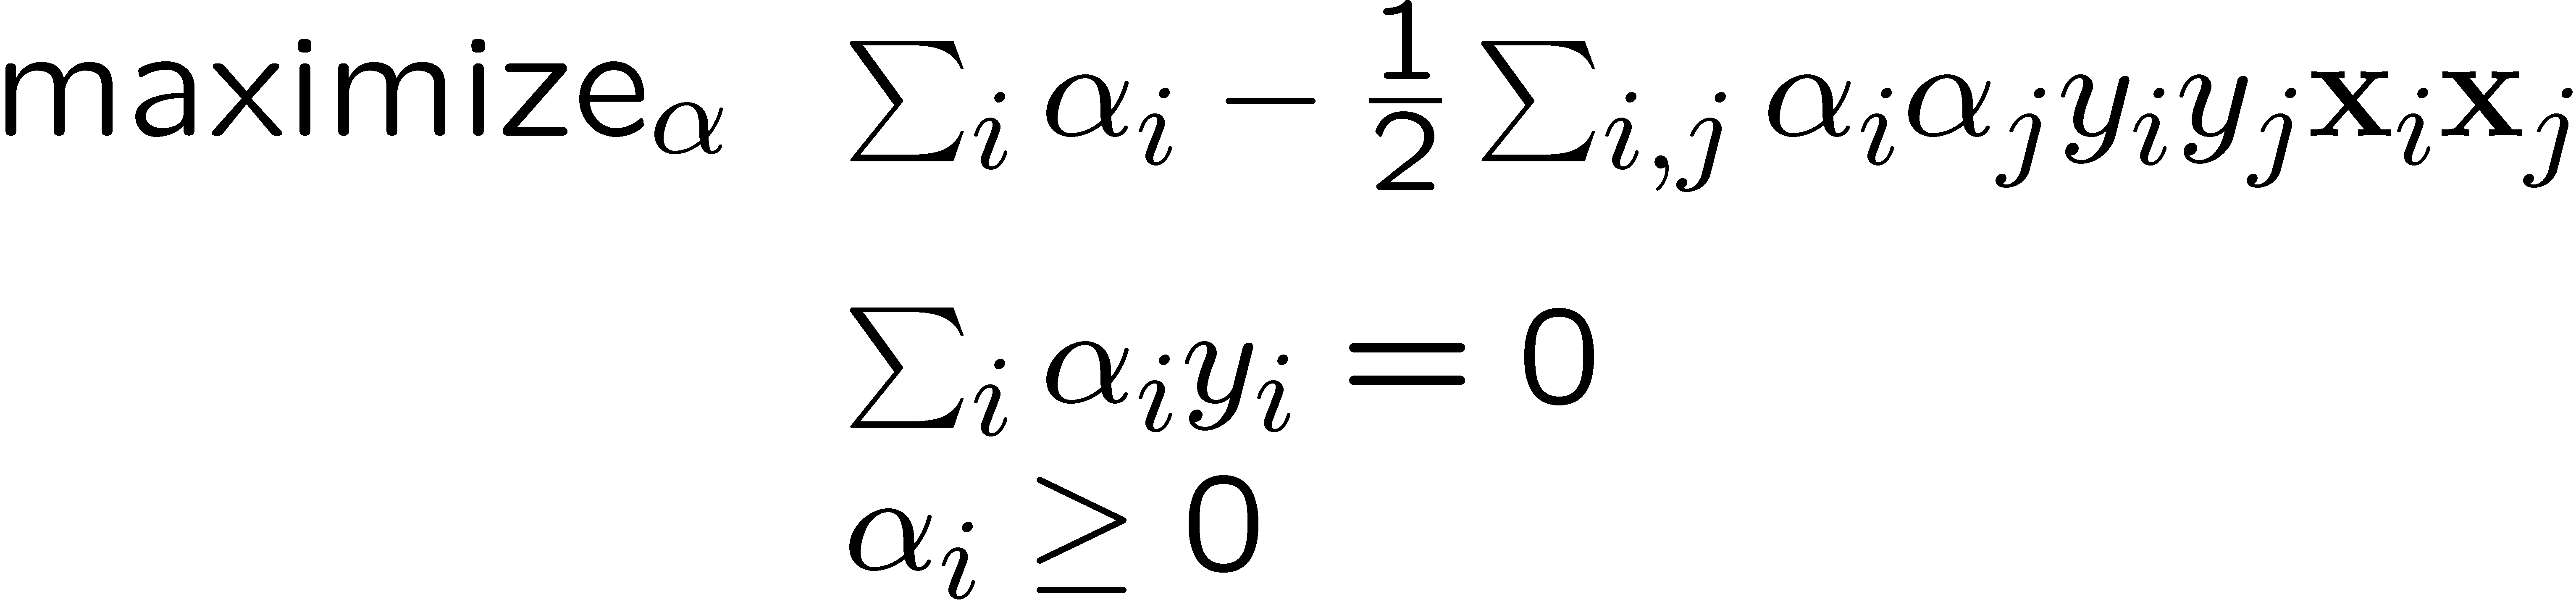 maximize_α ∑_i α_i − 1/2 ∑_{i,j} α_i α_j y_i y_j 𝐱_i 𝐱_j
∑_i α_i y_i = 0
α_i ≥ 0